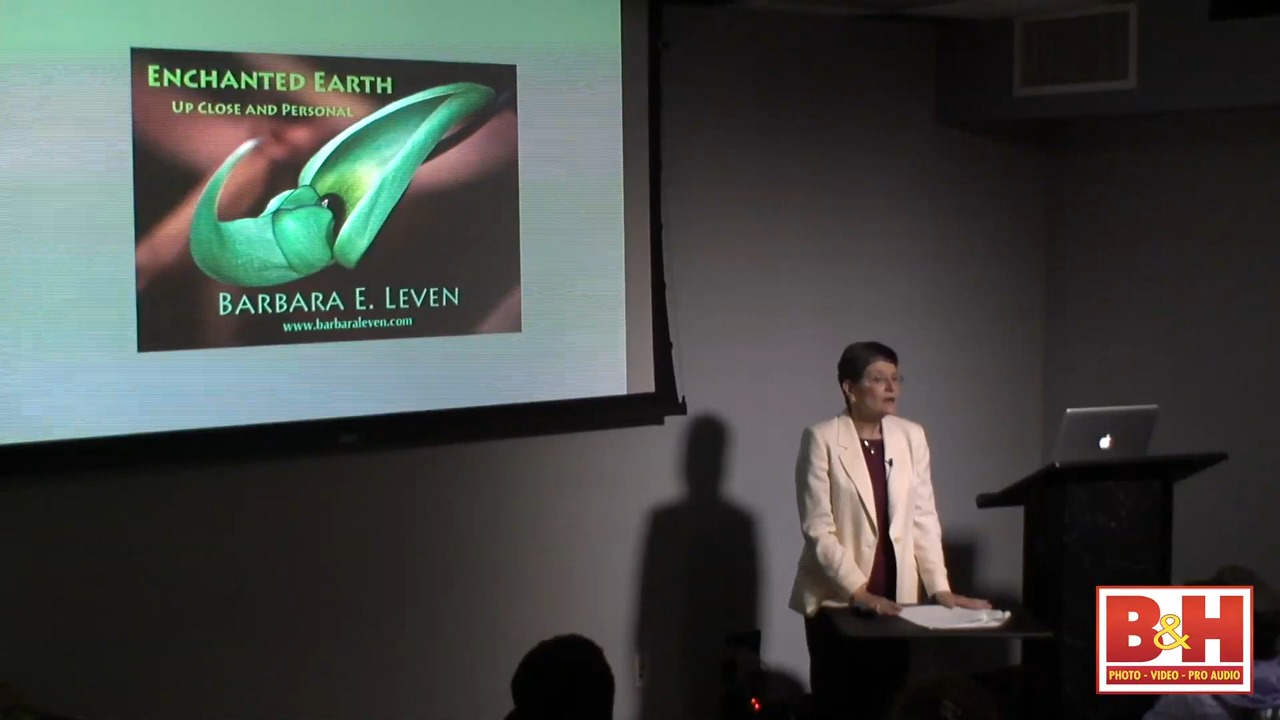 ENCHANTED EARTH
UP CLOSE AND PERSONAL
BARBARA E. LEVEN
www.barbaraleven.com
B&H
PHOTO - VIDEO - PRO AUDIO